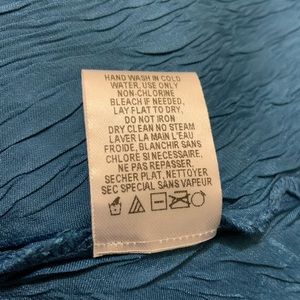 HAND WASH IN COLD
WATER,USE ONLY
NON-CHLORINE
BLEACH IF NEEDED,
LAY FLAT TO DRY,
DO NOT IRON
DRY CLEAN NO STEAM
LAVER LA MAIN EAU
FROIDE, BLANCHIR SANS
CHLORE SI NECESSAIRE,
NE PAS REPASSER,
SECHER PLAT, NETTOYER
SEC SPECIAL SANS VAPEUR